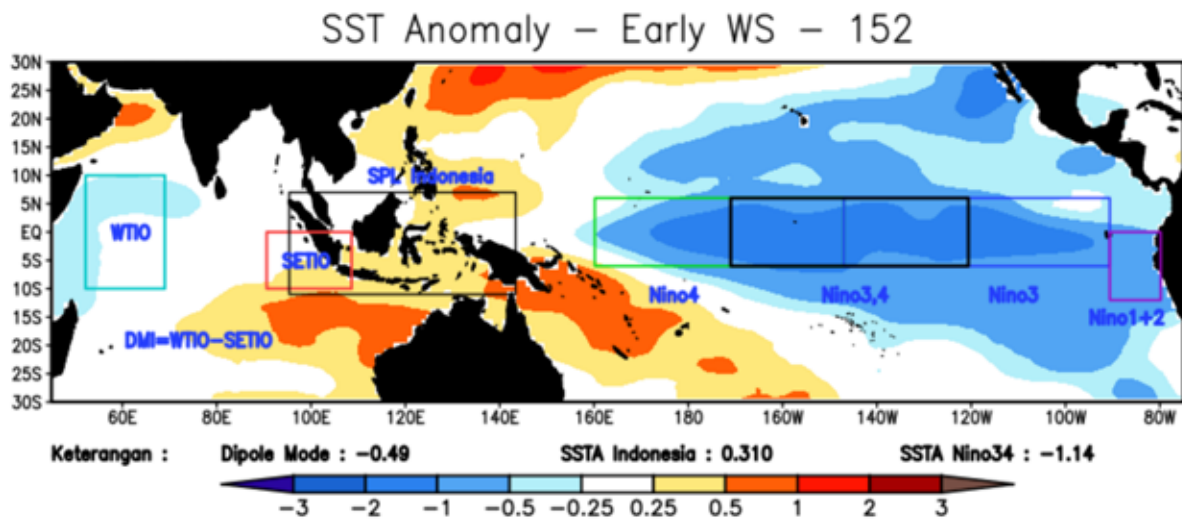 SST Anomaly - Early WS - 152
30N
25N
20N
15N
10N
5N
EQ
5S
10S
15S
20S
25S
30S
SPL Indonesia
WTIO
SETIO
Nino4
Nino3,4
Nino3
Nino1+2
DMI=WTIO-SETIO
60E 80E 100E 120E 140E 160E 180 160W 140W 120W 100W 80W
Keterangan : Dipole Mode : -0.49 SSTA Indonesia : 0.310 SSTA Nino34 : -1.14
-3 -2 -1 -0.5 -0.25 0.25 0.5 1 2 3